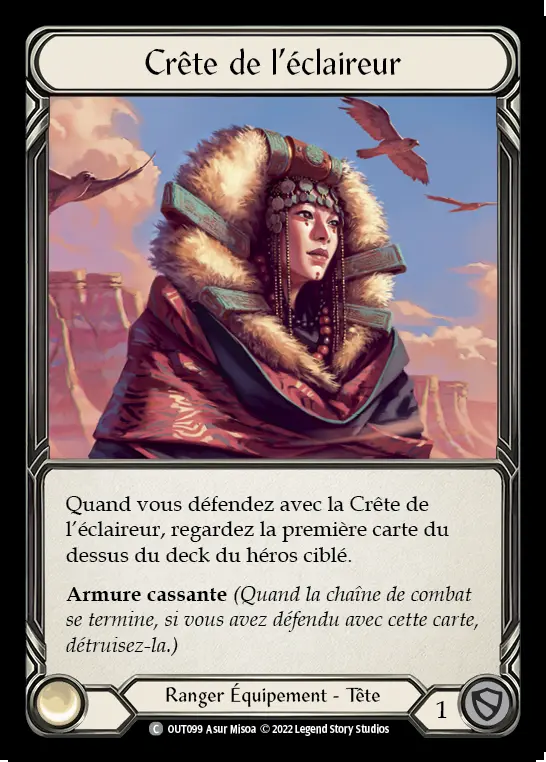 Crête de l'éclaireur
Quand vous défendez avec la Crête de
l'éclaireur, regardez la première carte du
dessus du deck du héros ciblé.
Armure cassante (Quand la chaîne de combat
se termine, si vous avez défendu avec cette carte,
détruisez-la.)
Ranger Équipement - Tête
1
C OUT099 Asur Misoa © 2022 Legend Story Studios